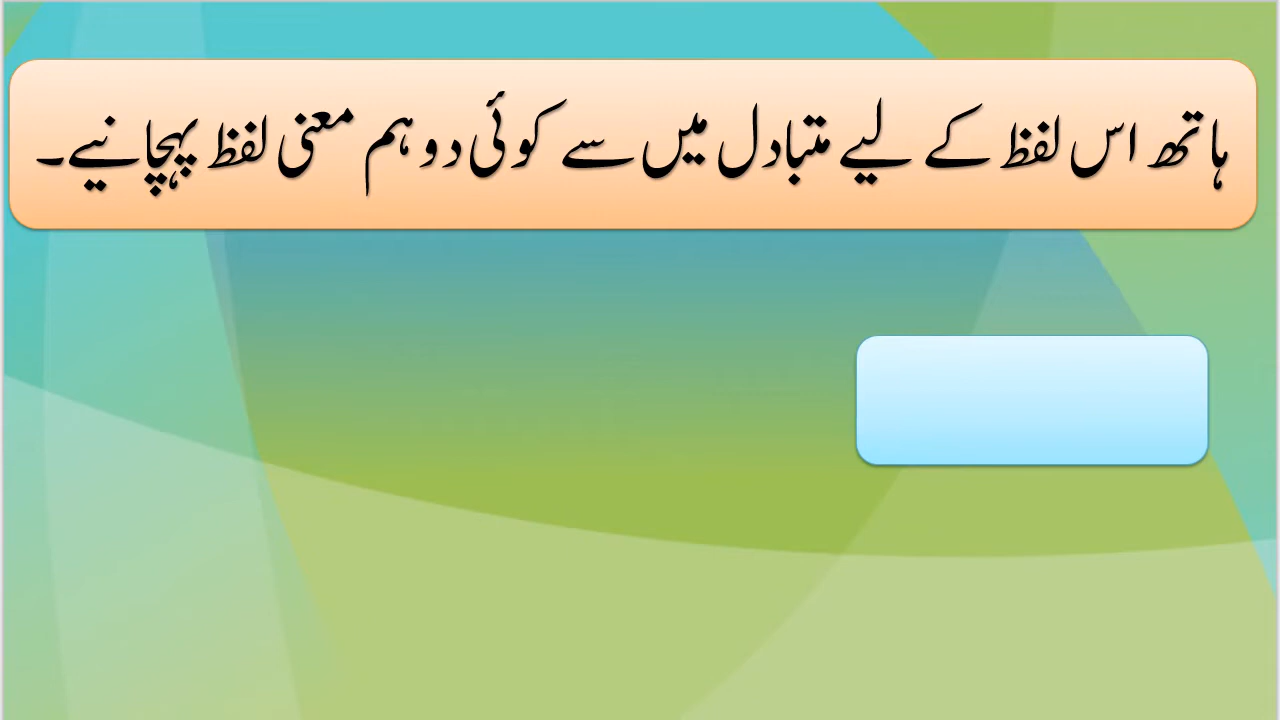 ہاتھ اس لفظ کے لیے متبادل میں سے کوئی دو ہم معنی لفظ پہچانیے۔